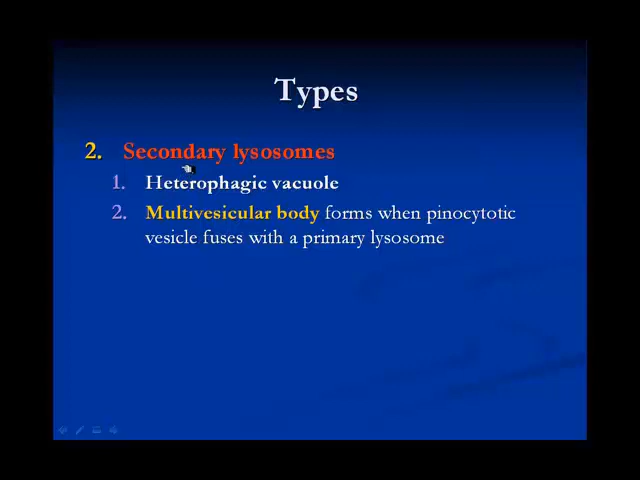 Types
2. Secondary lysosomes
1. Heterophagic vacuole
2. Multivesicular body forms when pinocytotic
vesicle fuses with a primary lysosome